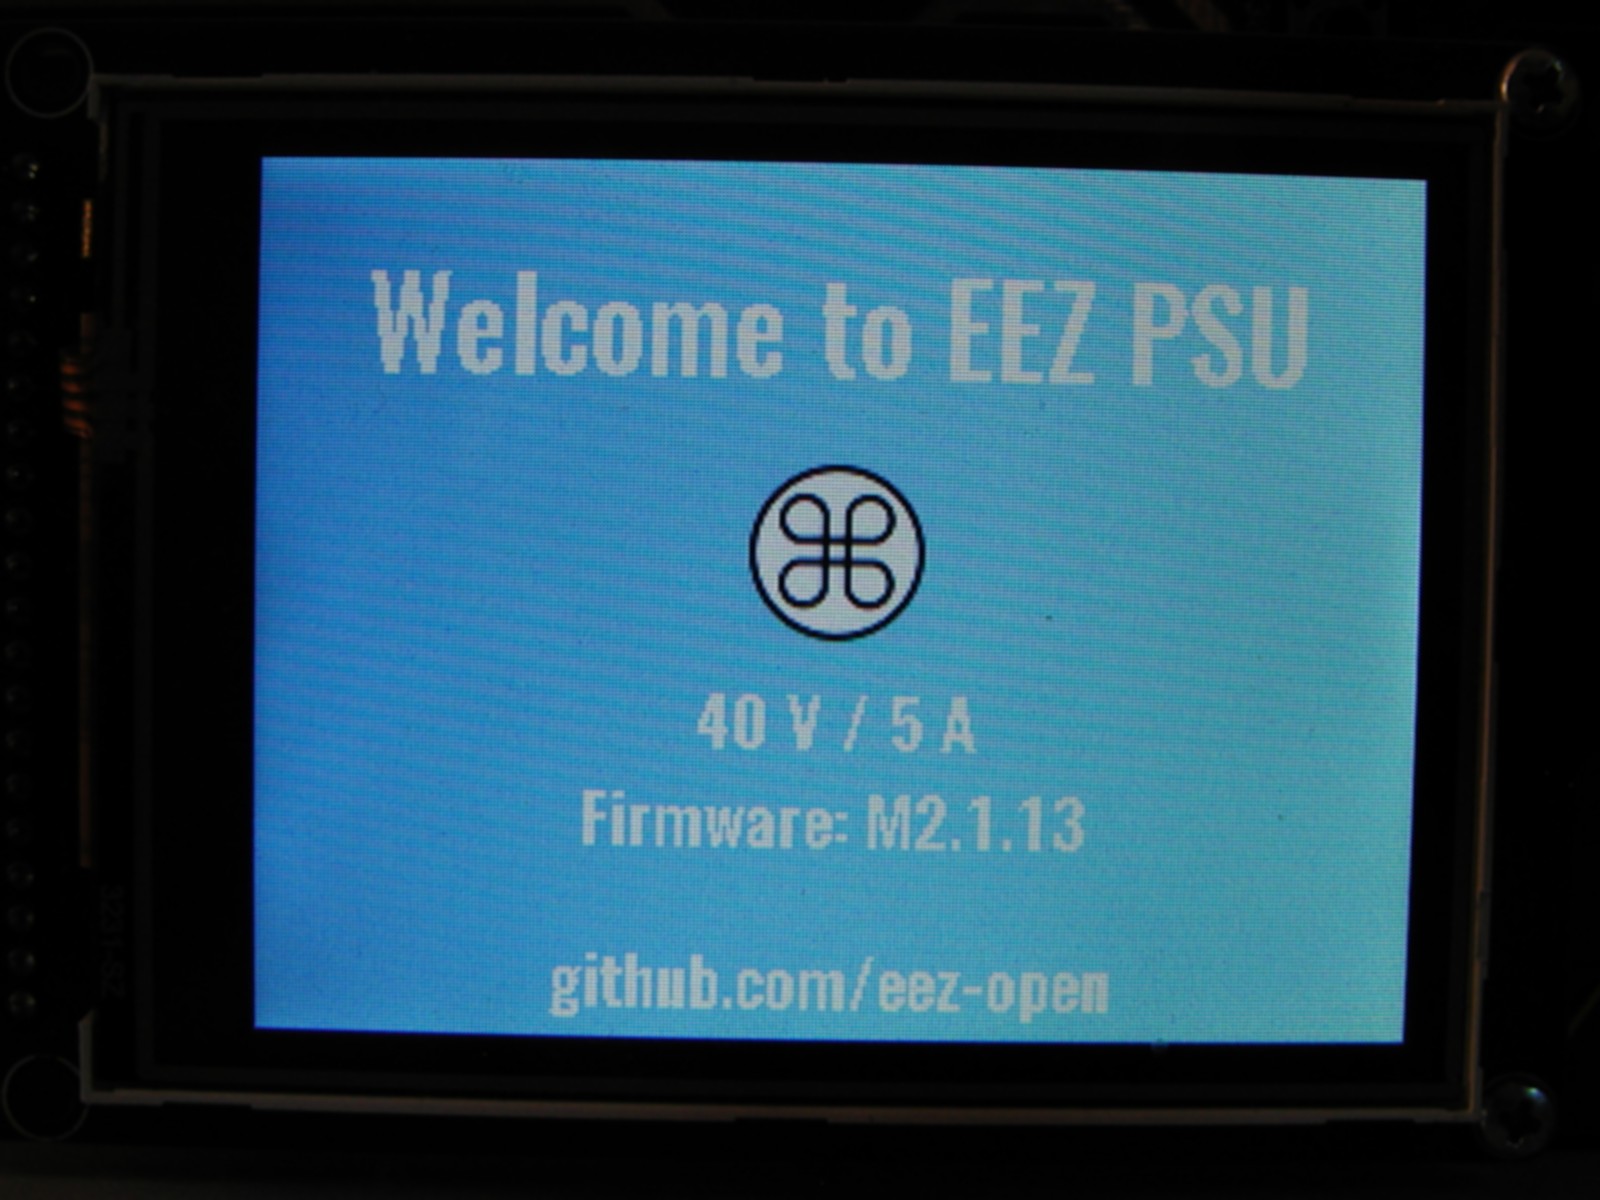 Welcome to EEZ PSU
40 V / 5 A
Firmware: M2.1.13
github.com/eez-open